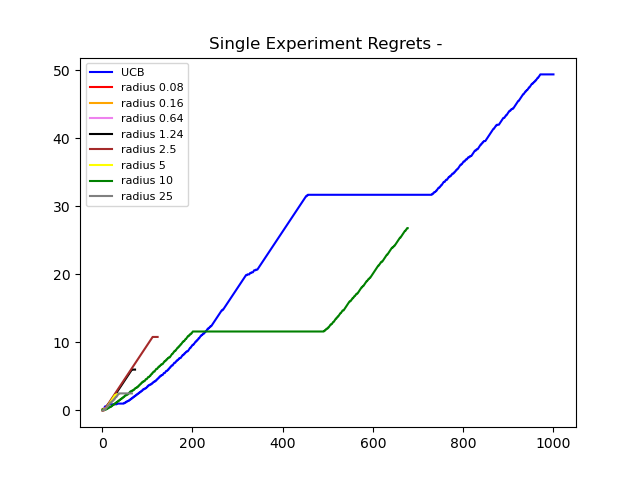 Single Experiment Regrets -
50
40
30
20
10
0
UCB
radius 0.08
radius 0.16
radius 0.64
radius 1.24
radius 2.5
radius 5
radius 10
radius 25
0 200 400 600 800 1000